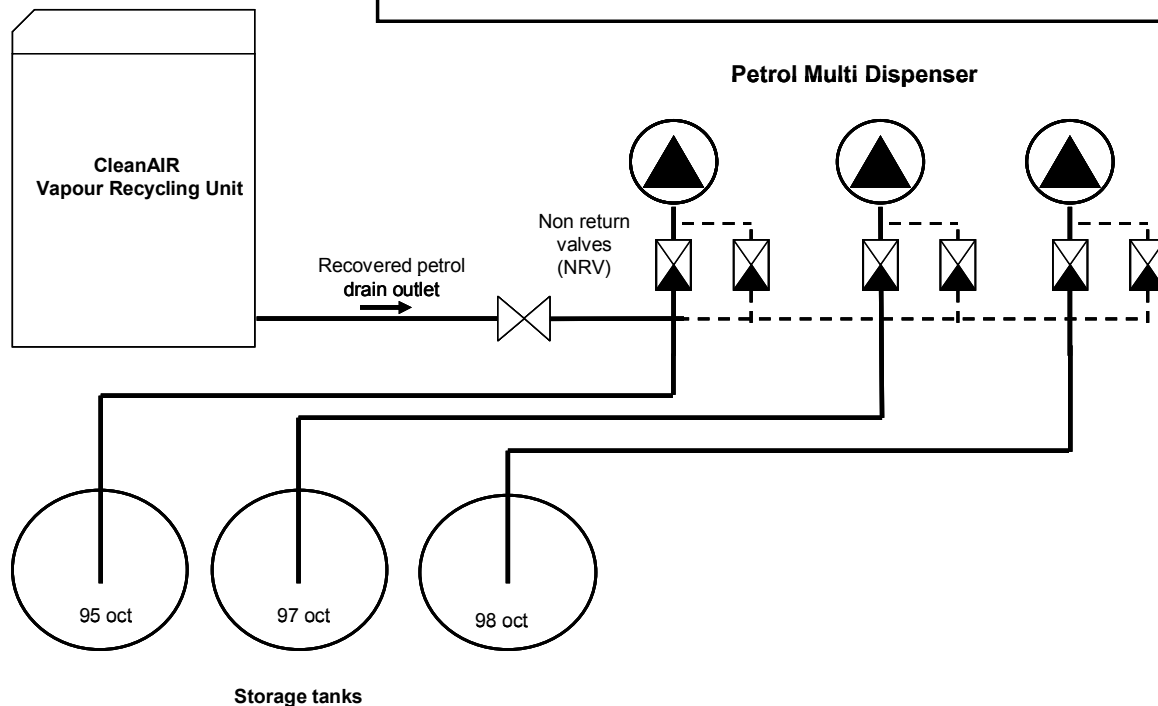 Petrol Multi Dispenser
CleanAIR
Vapour Recycling Unit
Non return
valves
(NRV)
Recovered petrol
drain outlet
95 oct
97 oct
98 oct
Storage tanks